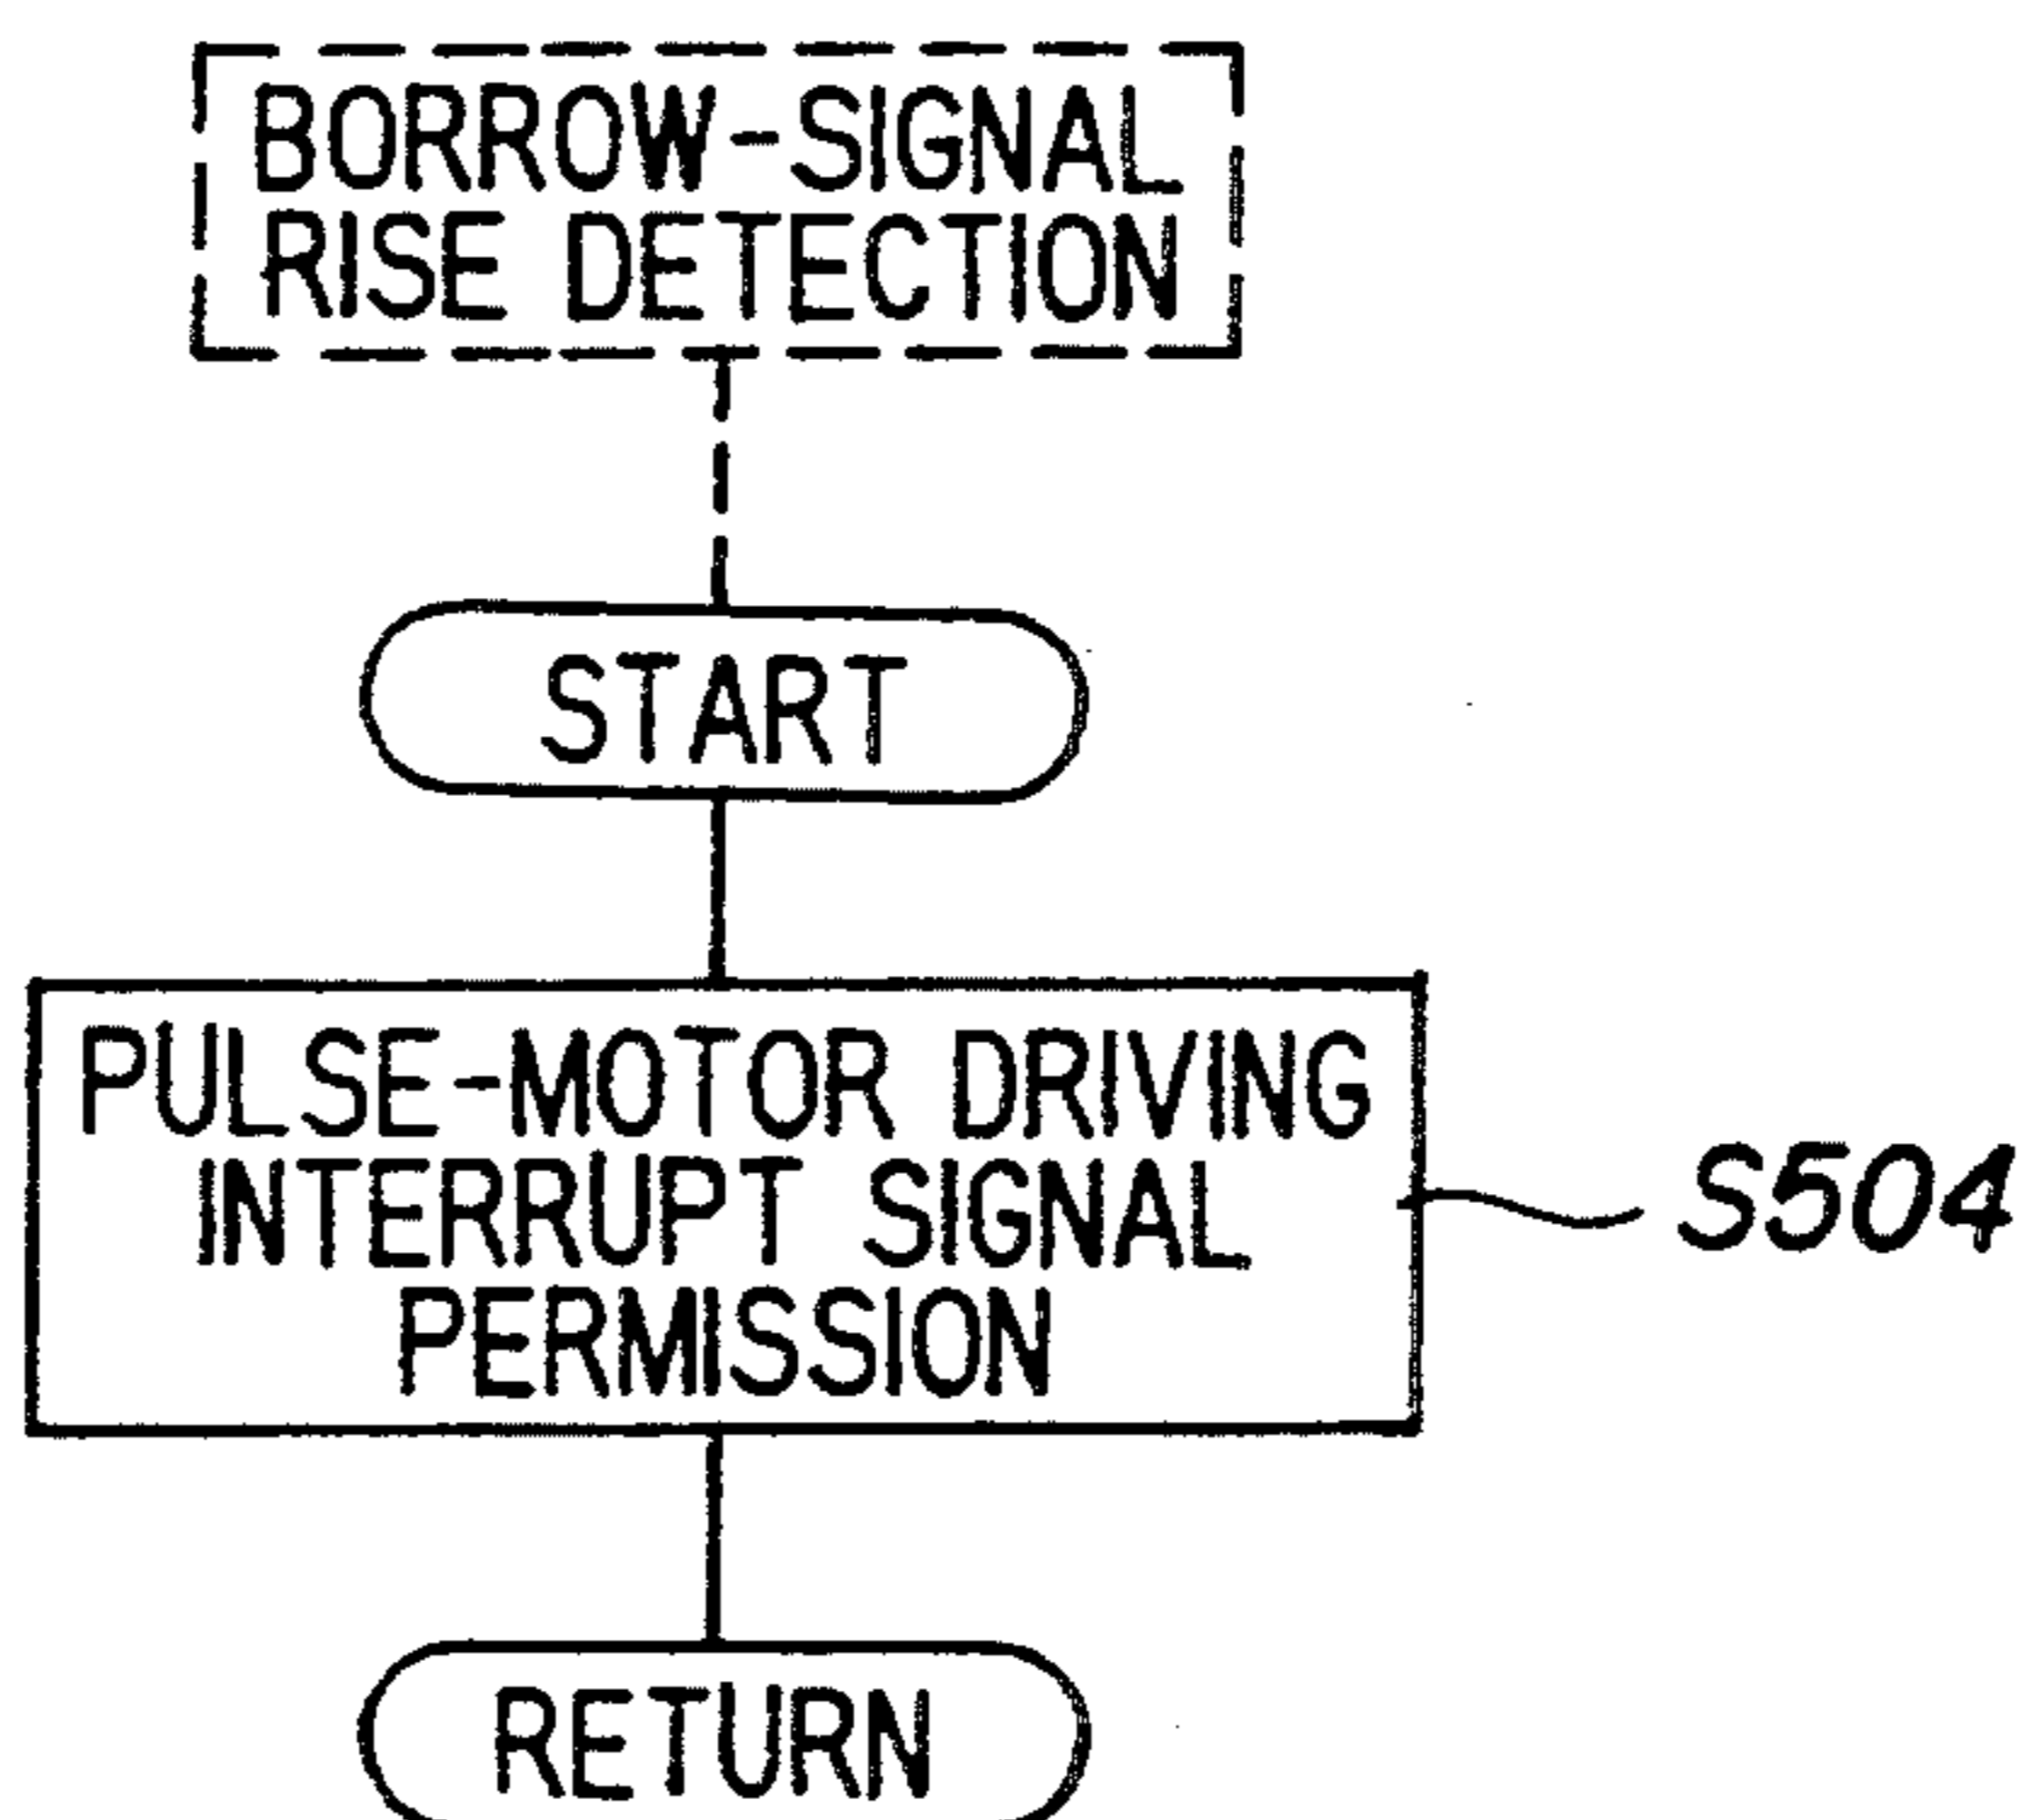 BORROW-SIGNAL
RISE DETECTION
START
PULSE-MOTOR DRIVING
INTERRUPT SIGNAL
PERMISSION
S504
RETURN